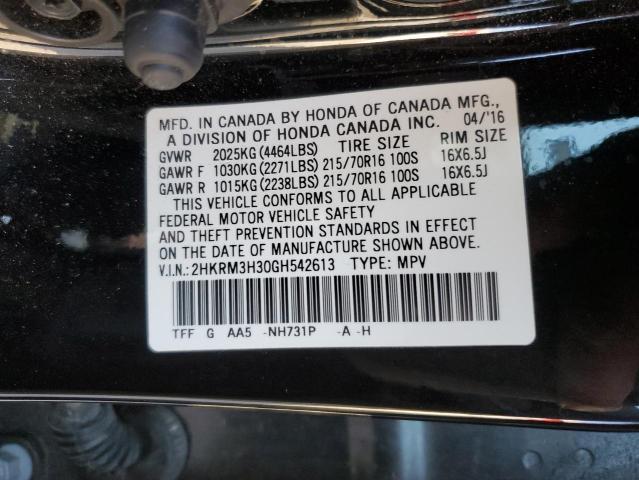 MFD. IN CANADA BY HONDA OF CANADA MFG.,
A DIVISION OF HONDA CANADA INC. 04/'16
GVWR 2025KG (4464LBS) TIRE SIZE RIM SIZE
GAWR F 1030KG (2271LBS) 215/70R16 100S 16X6.5J
GAWR R 1015KG (2238LBS) 215/70R16 100S 16X6.5J
THIS VEHICLE CONFORMS TO ALL APPLICABLE
FEDERAL MOTOR VEHICLE SAFETY
AND THEFT PREVENTION STANDARDS IN EFFECT
ON THE DATE OF MANUFACTURE SHOWN ABOVE.
V.I.N.: 2HKRM3H30GH542613 TYPE: MPV
TFF G AA5 -NH731P -A -H